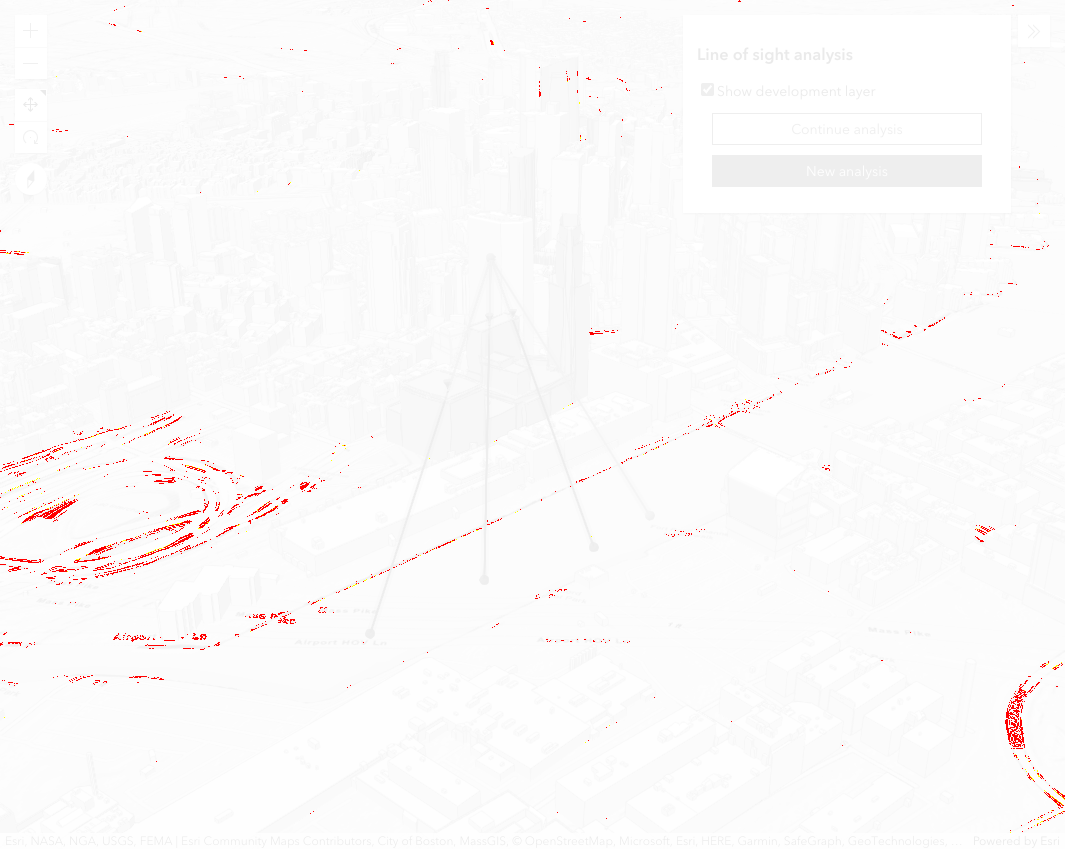 Line of sight analysis
Show development layer
Continue analysis
New analysis
Airport
Esri, NASA, NGA, USGS, FEMA | Esri Community Maps Contributors, City of Boston, MassGIS, © OpenStreetMap, Microsoft, Esri, HERE, Garmin, SafeGraph, GeoTechnologies,
Powered by Esri